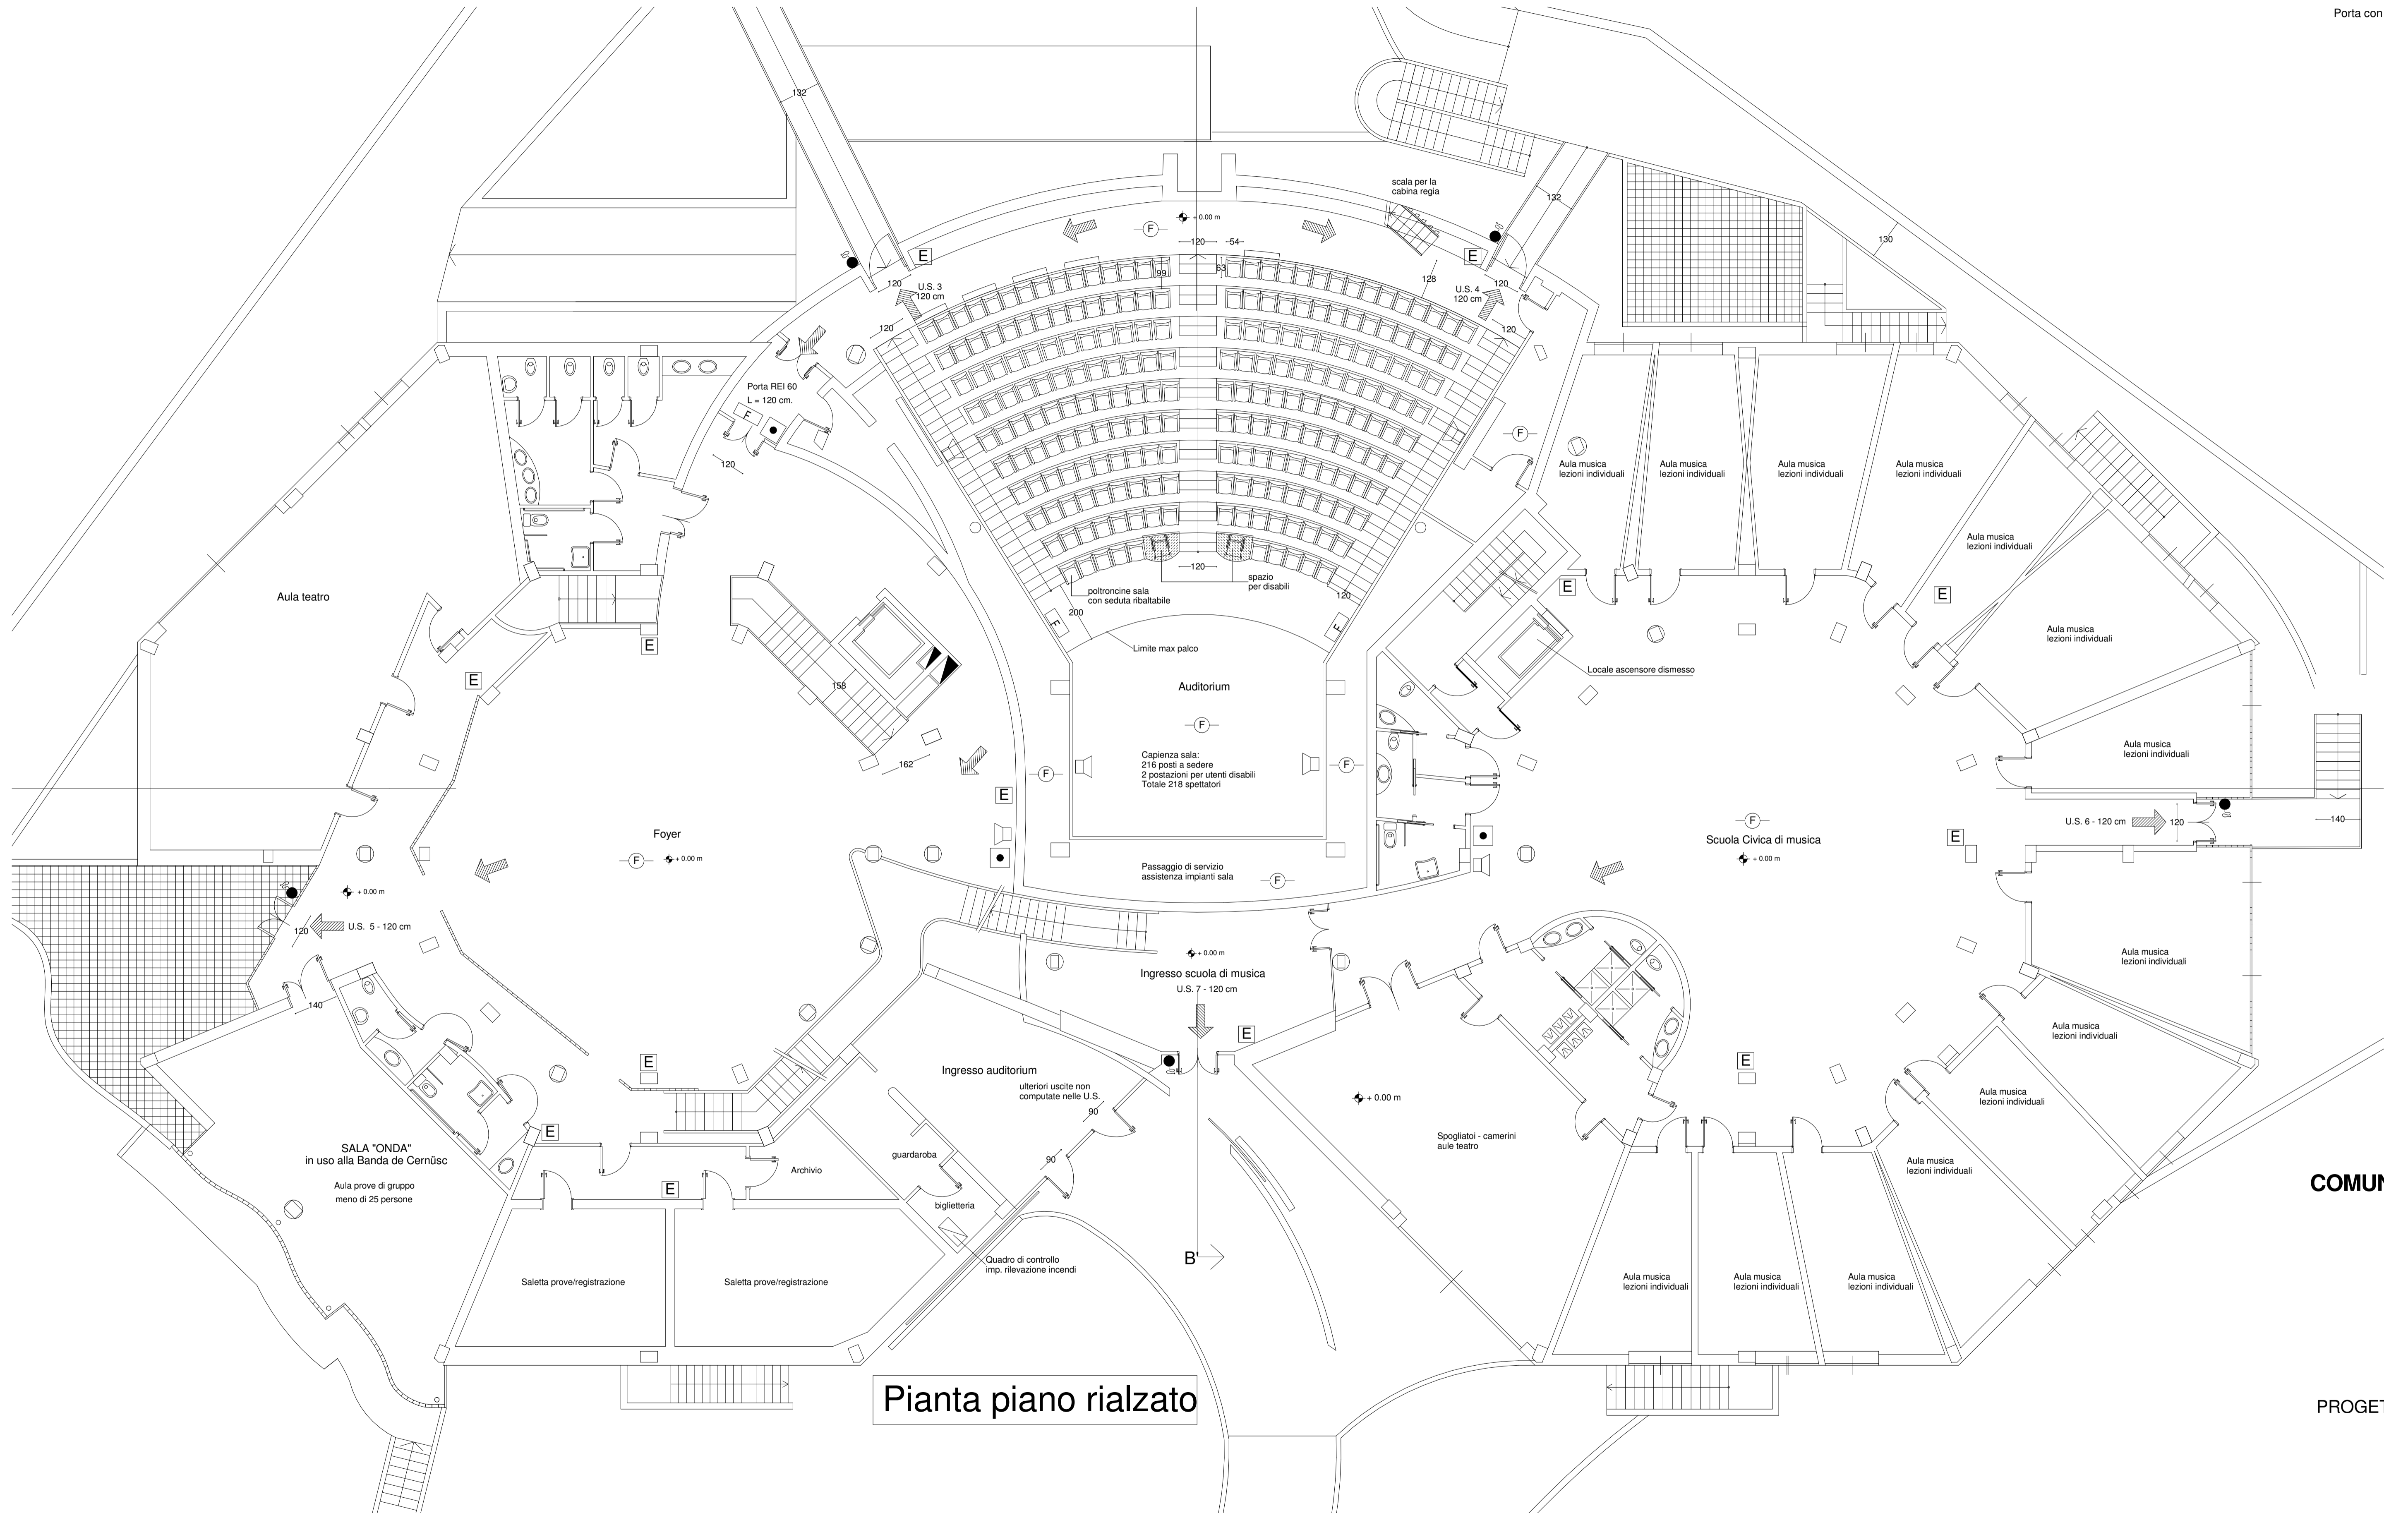 Porta con
132
scala per la
cabina regia
132
+ 0.00 m
F
120
54
130
E
E
99
63
128
120
U.S. 3
120 cm
U.S. 4
120 cm
120
120
120
Porta REI 60
L = 120 cm.
F
F
120
Aula musica
lezioni individuali
Aula musica
lezioni individuali
Aula musica
lezioni individuali
Aula musica
lezioni individuali
Aula musica
lezioni individuali
120
spazio
per disabili
poltroncine sala
con seduta ribaltabile
120
200
E
E
Aula teatro
F
F
Aula musica
lezioni individuali
E
Limite max palco
Locale ascensore dismesso
E
158
Auditorium
F
162
Capienza sala:
216 posti a sedere
2 postazioni per utenti disabili
Totale 218 spettatori
F
F
Aula musica
lezioni individuali
E
Foyer
F
+ 0.00 m
F
Scuola Civica di musica
+ 0.00 m
E
U.S. 6 - 120 cm
120
140
Passaggio di servizio
assistenza impianti sala
F
+ 0.00 m
120
U.S. 5 - 120 cm
+ 0.00 m
Ingresso scuola di musica
U.S. 7 - 120 cm
Aula musica
lezioni individuali
140
E
E
E
Aula musica
lezioni individuali
Ingresso auditorium
ulteriori uscite non
computate nelle U.S.
90
+ 0.00 m
Aula musica
lezioni individuali
E
SALA "ONDA"
in uso alla Banda de Cernüsc
Spogliatoi - camerini
aule teatro
guardaroba
90
Archivio
Aula musica
lezioni individuali
Aula prove di gruppo
meno di 25 persone
E
biglietteria
COMUN
Quadro di controllo
imp. rilevazione incendi
B'
Saletta prove/registrazione
Saletta prove/registrazione
Aula musica
lezioni individuali
Aula musica
lezioni individuali
Aula musica
lezioni individuali
Pianta piano rialzato
PROGET